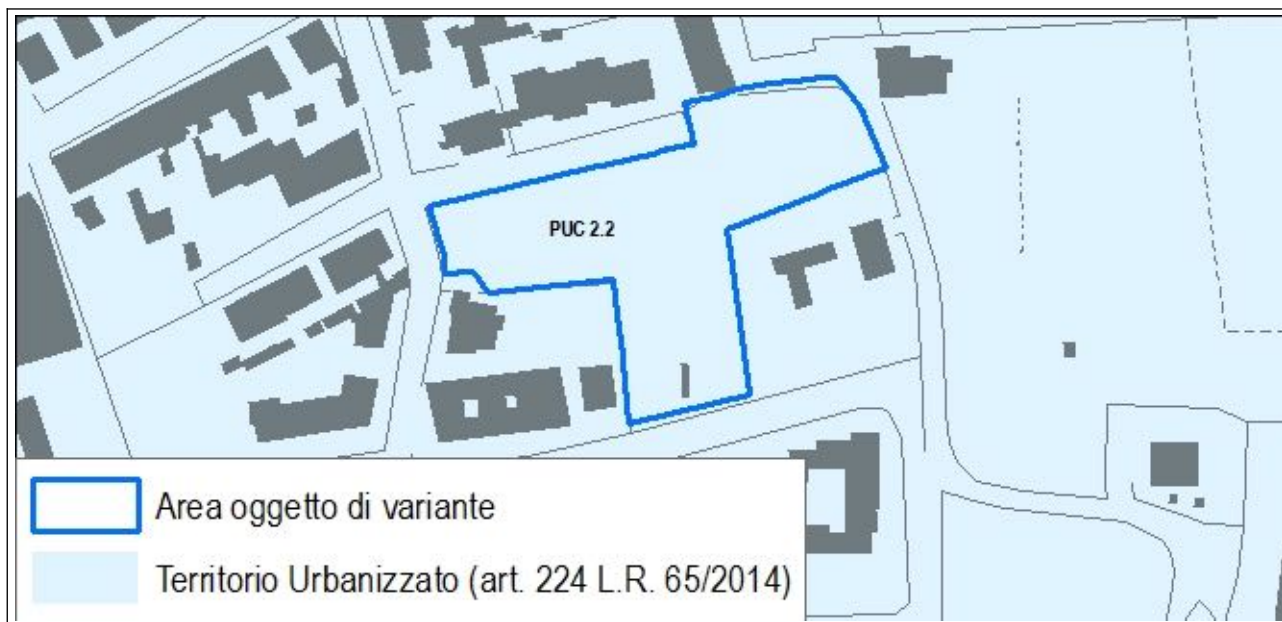 PUC 2.2
Area oggetto di variante
Territorio Urbanizzato (art. 224 L.R. 65/2014)